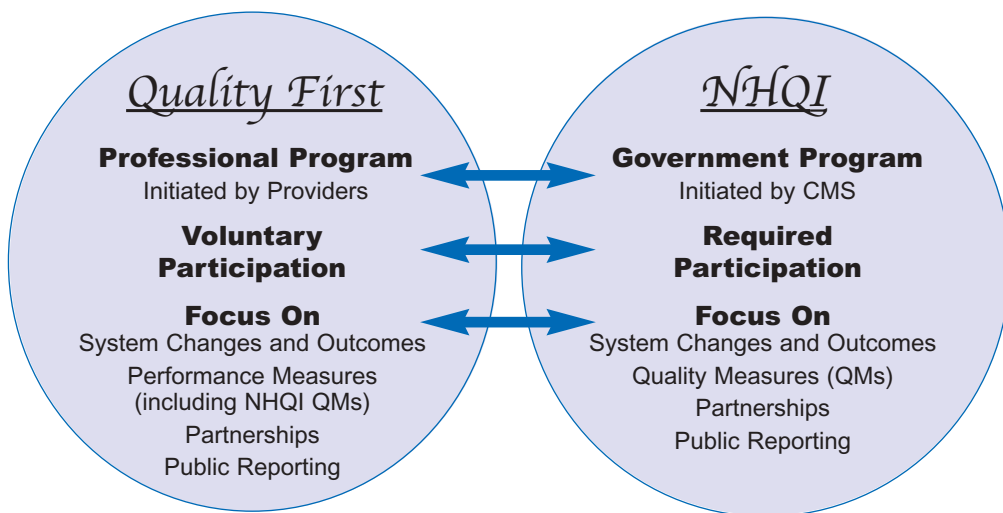 Quality First
Professional Program
Initiated by Providers
Voluntary
Participation
Focus On
System Changes and Outcomes
Performance Measures
(including NHQI QMs)
Partnerships
Public Reporting
NHQI
Government Program
Initiated by CMS
Required
Participation
Focus On
System Changes and Outcomes
Quality Measures (QMs)
Partnerships
Public Reporting